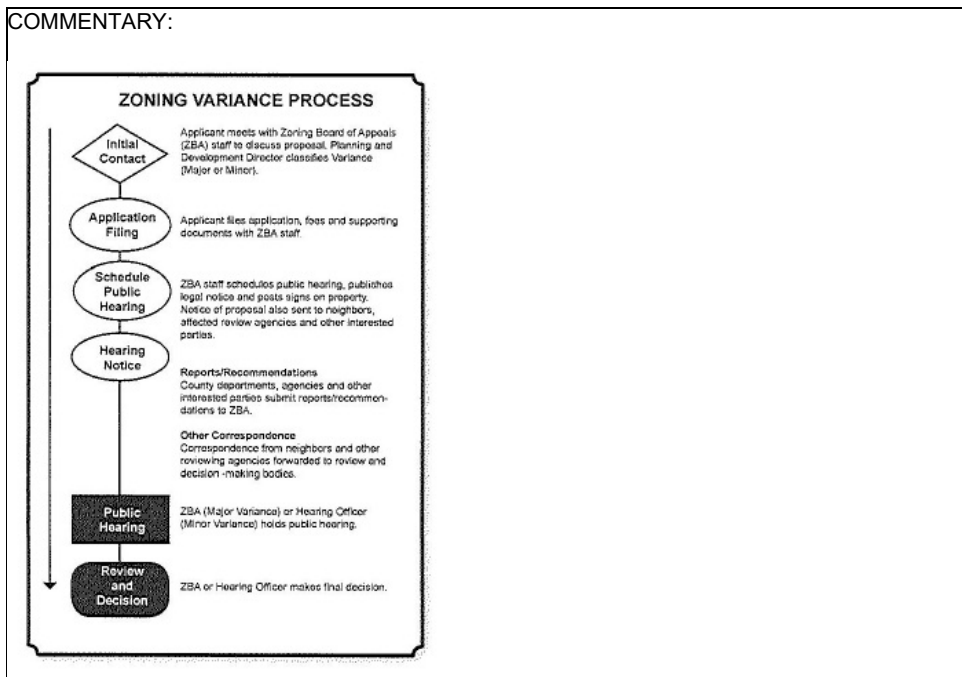 COMMENTARY:
ZONING VARIANCE PROCESS
Initial
Contact
Applicant meets with Zoning Board of Appeals
(ZBA) staff to discuss proposal. Planning and
Development Director classifies Variance
(Major or Minor).
Application
Filing
Applicant files application, fees and supporting
documents with ZBA staff.
Schedule
Public
Hearing
ZBA staff schedules public hearing, publishes
legal notice and posts signs on property.
Notice of proposal also sent to neighbors,
affected review agencies and other interested
parties.
Hearing
Notice
Reports/Recommendations
County departments, agencies and other
interested parties submit reports/recommen-
dations to ZBA.
Other Correspondence
Correspondence from neighbors and other
reviewing agencies forwarded to review and
decision -making bodies.
Public
Hearing
ZBA (Major Variance) or Hearing Officer
(Minor Variance) holds public hearing.
Review
and
Decision
ZBA or Hearing Officer makes final decision.